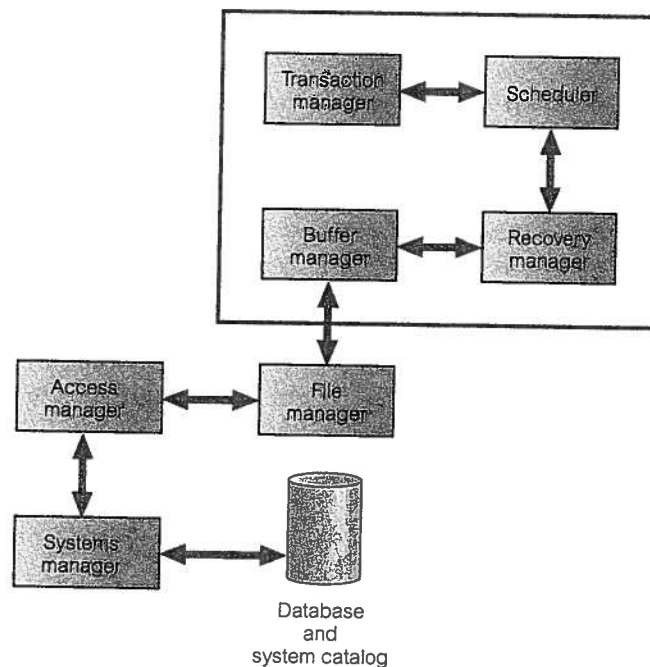 Transaction
manager
Scheduler
Buffer
manager
Recovery
manager
Access
manager
File
manager
Systems
manager
Database
and
system catalog